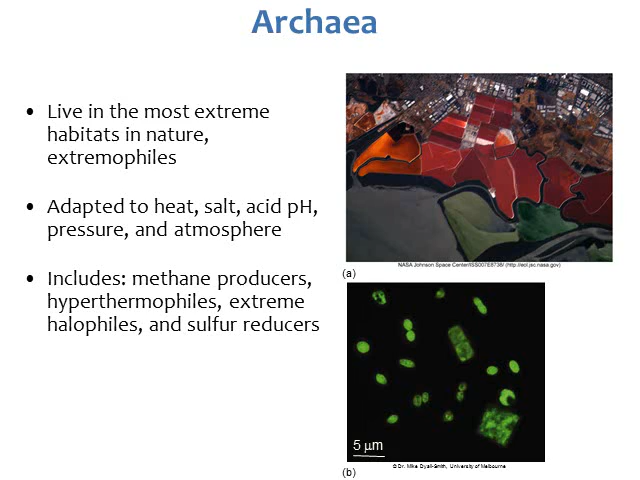 Archaea
• Live in the most extreme
habitats in nature,
extremophiles
• Adapted to heat, salt, acid pH,
pressure, and atmosphere
• Includes: methane producers,
hyperthermophiles, extreme
halophiles, and sulfur reducers
NASA Johnson Space Center/ISS007E8738/ (http://eol.jsc.nasa.gov)
(a)
5 µm
© Dr. Mike Dyall-Smith, University of Melbourne
(b)